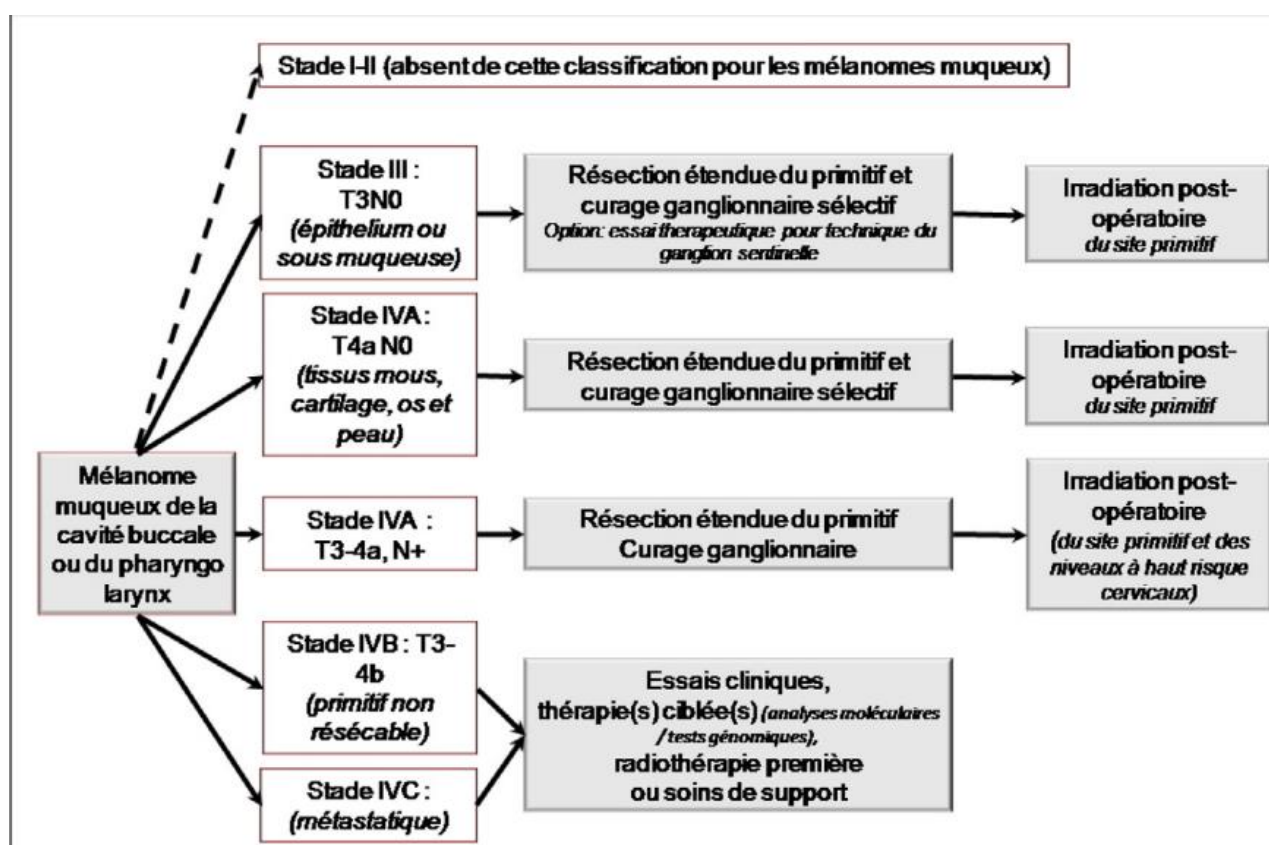 Stade I-II (absent de cette classification pour les mélanomes muqueux)
Stade III :
T3N0
(épithelium ou
sous muqueuse)
Résection étendue du primitif et
curage ganglionnaire sélectif
Option: essai therapeutique pour technique du
ganglion sentinelle
Irradiation post-
opératoire
du site primitif
Stade IVA :
T4a N0
(tissus mous,
cartilage, os et
peau)
Résection étendue du primitif et
curage ganglionnaire sélectif
Irradiation post-
opératoire
du site primitif
Mélanome
muqueux de la
cavité buccale
ou du pharyngo
larynx
Stade IVA :
T3-4a, N+
Résection étendue du primitif
Curage ganglionnaire
Irradiation post-
opératoire
(du site primitif et des
niveaux à haut risque
cervicaux)
Stade IVB : T3-
4b
(primitif non
résécable)
Stade IVC :
(métastatique)
Essais cliniques,
thérapie(s) ciblée(s) (analyses moléculaires
/ tests génomiques),
radiothérapie première
ou soins de support